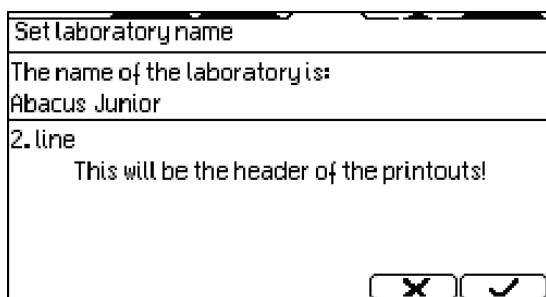 Set laboratory name
The name of the laboratory is:
Abacus Junior
2. line
This will be the header of the printouts!